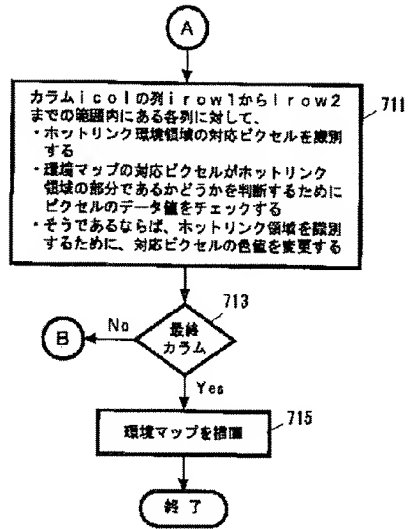 A
カラムicolの列irow1からirow2
までの範囲内にある各列に対して、
・ホットリンク環境領域の対応ピクセルを識別
する
・環境マップの対応ピクセルがホットリンク
領域の部分であるかどうかを判断するために
ピクセルのデータ値をチェックする
・そうであるならば、ホットリンク領域を識別
するために、対応ピクセルの色値を変更する
711
713
最終
カラム
No
B
Yes
環境マップを描画
715
終了